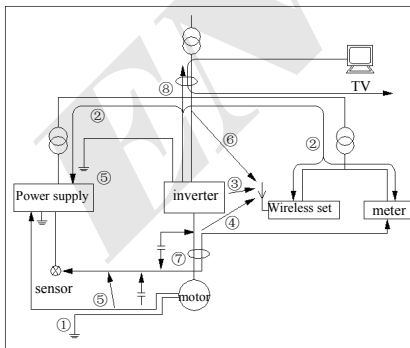 ⑧
TV
②
⑥
②
⑤
Power supply
inverter
③
④
Wireless set
meter
sensor
⑦
⑤
motor
①
EN